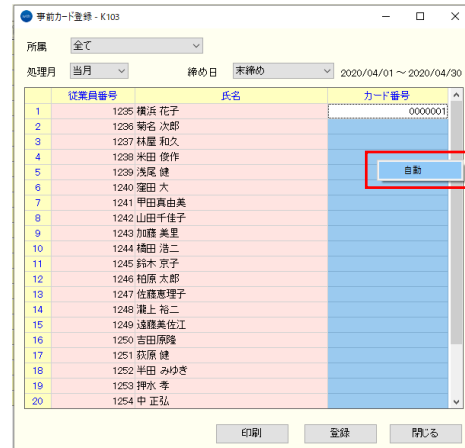 事前カード登録 - K103
所属 全て
処理月 当月 締め日 末締め 2020/04/01 ～ 2020/04/30
従業員番号 氏名 カード番号
1 1235 横浜 花子 0000001
2 1236 菊名 次郎
3 1237 林屋 和久
4 1238 米田 俊作
5 1239 浅尾 健 自動
6 1240 窪田 大
7 1241 甲田真由美
8 1242 山田千佳子
9 1243 加藤 美里
10 1244 橋田 浩二
11 1245 鈴木 京子
12 1246 柏原 太郎
13 1247 佐藤恵理子
14 1248 瀧上 裕二
15 1249 遠藤美佐江
16 1250 吉田原隆
17 1251 荻原 健
18 1252 半田 みゆき
19 1253 押水 孝
20 1254 中 正弘
印刷 登録 閉じる